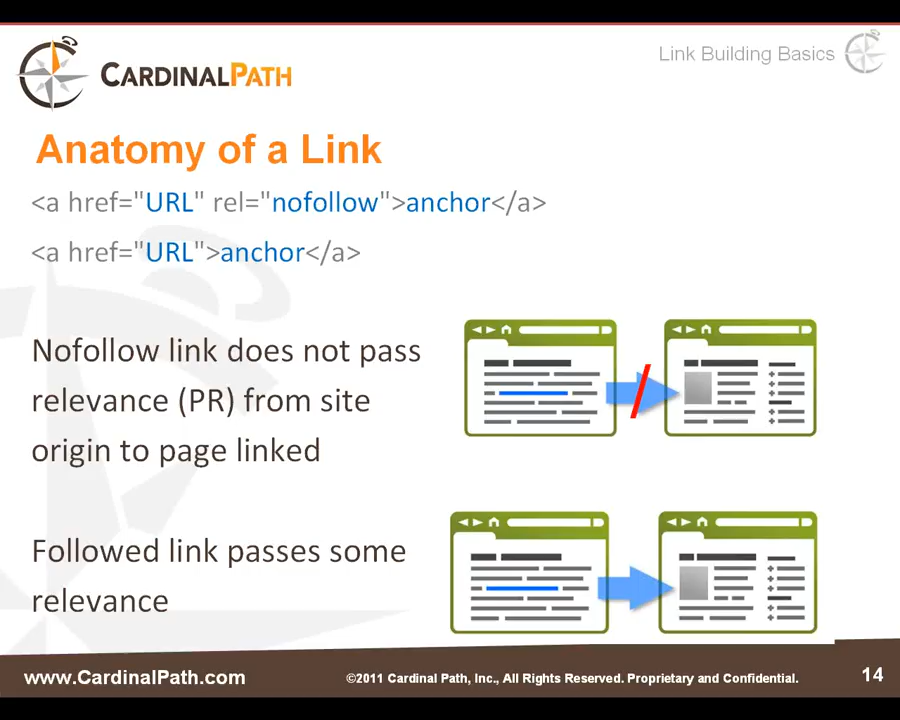 CARDINALPATH
Link Building Basics
Anatomy of a Link
<a href="URL" rel="nofollow">anchor</a>
<a href="URL">anchor</a>
Nofollow link does not pass
relevance (PR) from site
origin to page linked
Followed link passes some
relevance
www.CardinalPath.com
©2011 Cardinal Path, Inc., All Rights Reserved. Proprietary and Confidential.
14